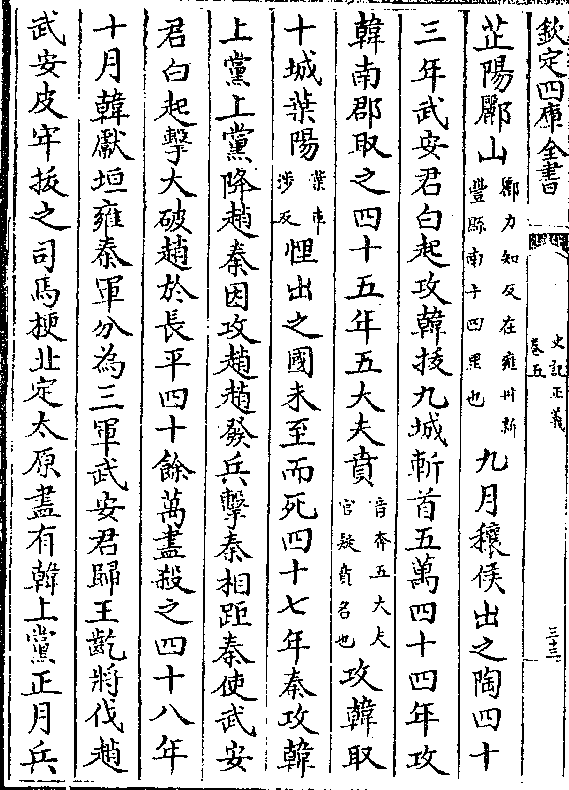 欽定四庫全書
史記正義
卷五
三三
芷陽酈山
酈力知反在雍州新
豐縣南十四里也
九月穰侯出之陶四十
三年武安君白起攻韓拔九城斬首五萬四十四年攻
韓南郡取之四十五年五大夫賁
音奔五大夫
官疑賁名也
攻韓取
十城葉陽
葉車
涉反
悝出之國未至而死四十七年秦攻韓
上黨上黨降趙秦因攻趙趙發兵擊秦相距秦使武安
君白起擊大破趙於長平四十餘萬盡殺之四十八年
十月韓獻垣雍秦軍分為三軍武安君歸王齕將伐趙
武安皮牢拔之司馬梗北定太原盡有韓上黨正月兵